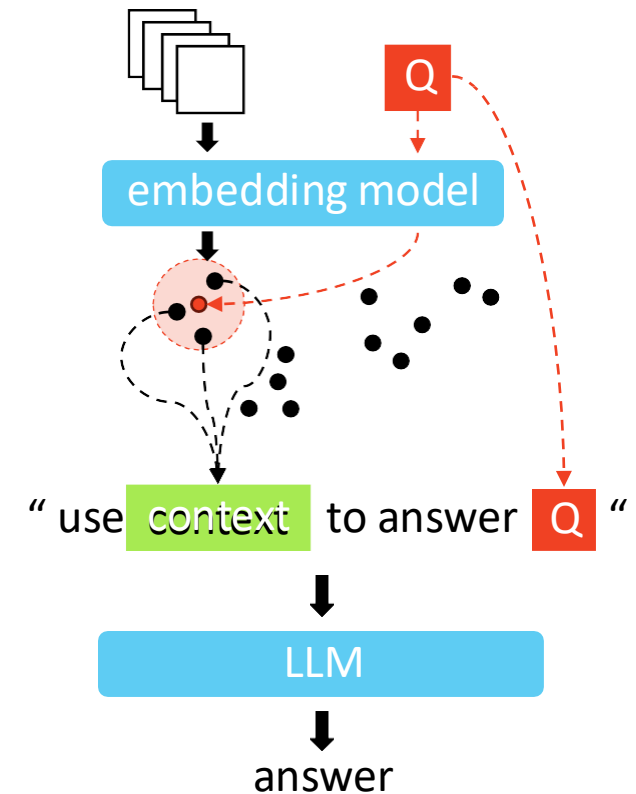 Q
embedding model
“ use context to answer Q “
LLM
answer